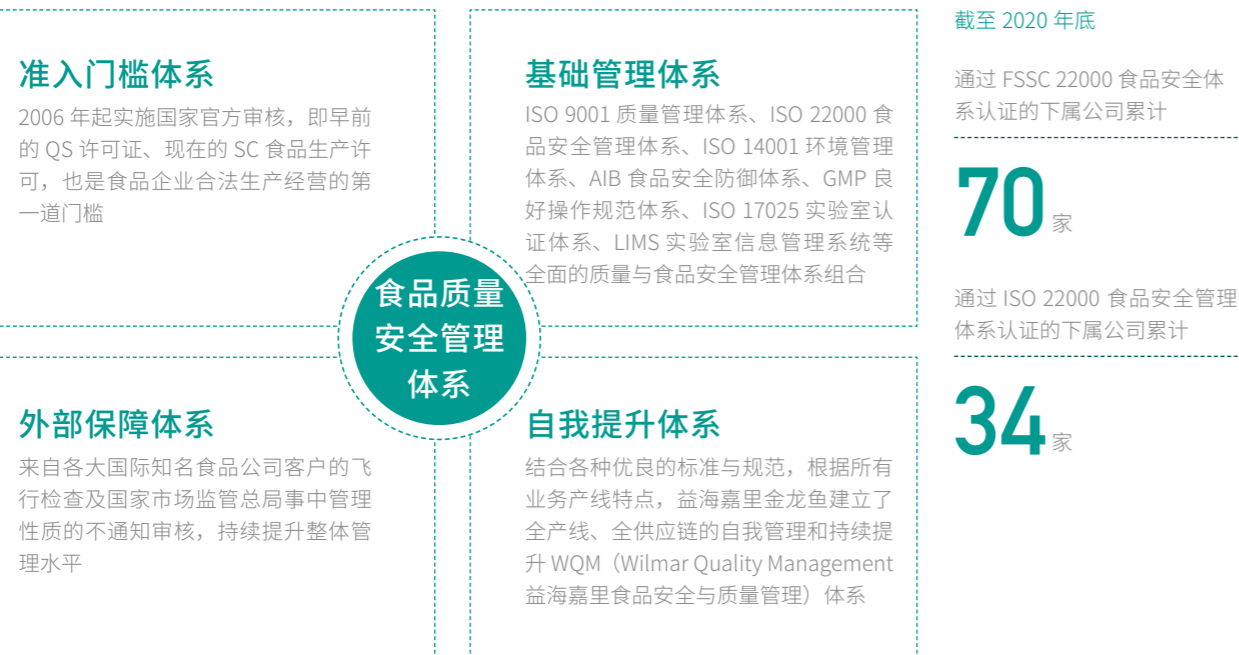 准入门槛体系
2006 年起实施国家官方审核，即早前
的 QS 许可证、现在的 SC 食品生产许
可，也是食品企业合法生产经营的第
一道门槛
基础管理体系
ISO 9001 质量管理体系、ISO 22000 食
品安全管理体系、ISO 14001 环境管理
体系、AIB 食品安全防御体系、GMP 良
好操作规范体系、ISO 17025 实验室认
证体系、LIMS 实验室信息管理系统等
全面的质量与食品安全管理体系组合
食品质量
安全管理
体系
外部保障体系
来自各大国际知名食品公司客户的飞
行检查及国家市场监管总局事中管理
性质的不通知审核，持续提升整体管
理水平
自我提升体系
结合各种优良的标准与规范，根据所有
业务产线特点，益海嘉里金龙鱼建立了
全产线、全供应链的自我管理和持续提
升 WQM（Wilmar Quality Management
益海嘉里食品安全与质量管理）体系
截至 2020 年底
通过 FSSC 22000 食品安全体
系认证的下属公司累计
70 家
通过 ISO 22000 食品安全管理
体系认证的下属公司累计
34 家